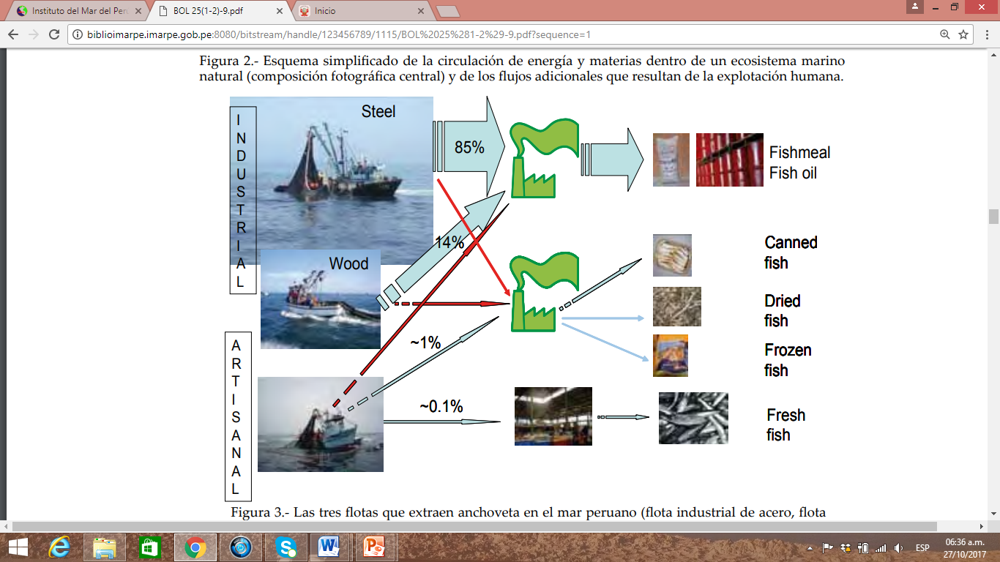 Instituto del Mar del Per
BOL 25(1-2)-9.pdf
Inicio
biblioimarpe.imarpe.gob.pe:8080/bitstream/handle/123456789/1115/BOL%2025%281-2%29-9.pdf?sequence=1
Figura 2.- Esquema simplificado de la circulación de energía y materias dentro de un ecosistema marino
natural (composición fotográfica central) y de los flujos adicionales que resultan de la explotación humana.
INDUSTRIAL
Steel
85%
Fishmeal
Fish oil
14%
Wood
Canned
fish
Dried
fish
Frozen
fish
ARTISANAL
~1%
~0.1%
Fresh
fish
Figura 3.- Las tres flotas que extraen anchoveta en el mar peruano (flota industrial de acero, flota
ESP
06:36 a.m.
27/10/2017